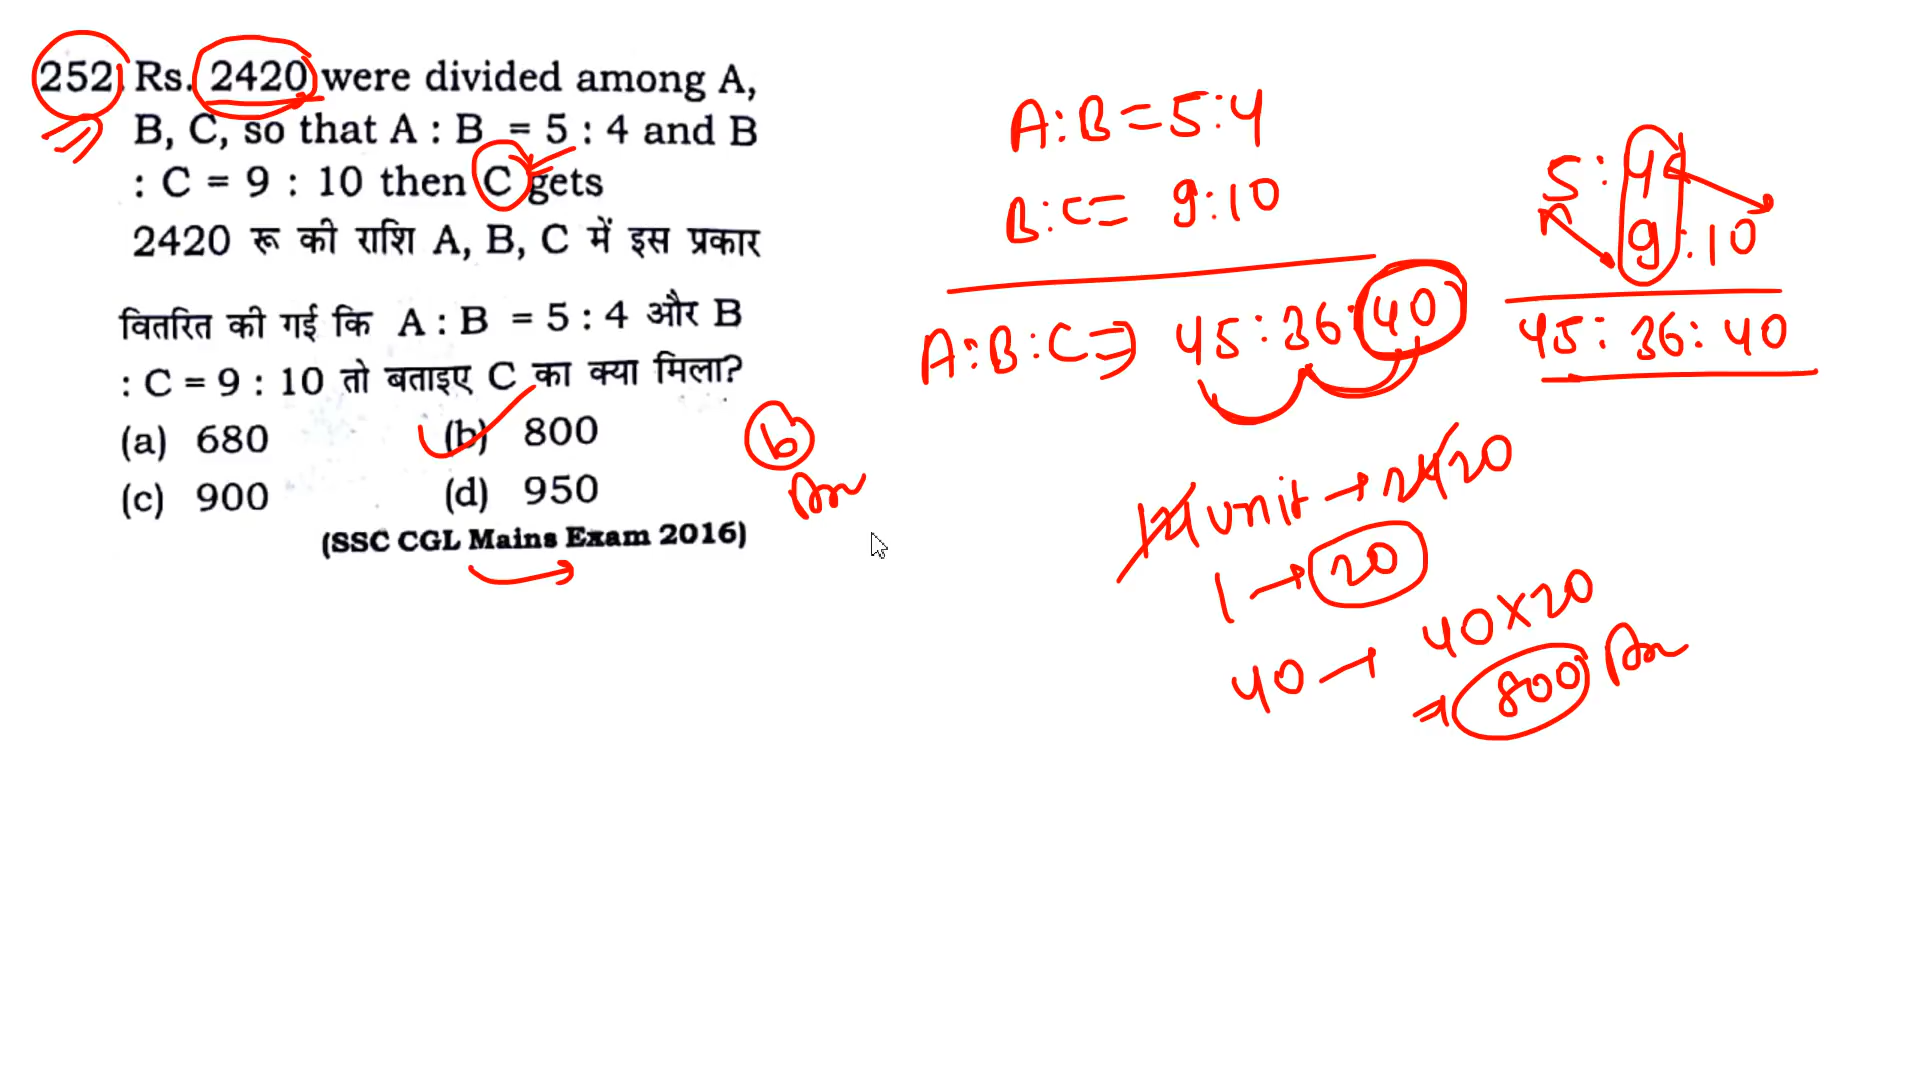 252. Rs. 2420 were divided among A,
B, C, so that A : B = 5 : 4 and B
: C = 9 : 10 then C gets
2420 रू की राशि A, B, C में इस प्रकार
वितरित की गई कि A : B = 5 : 4 और B
: C = 9 : 10 तो बताइए C का क्या मिला?
(a) 680 (b) 800
(c) 900 (d) 950
(SSC CGL Mains Exam 2016)
b
Ans
A:B=5:4
B:C= 9:10
A:B:C⇒ 45:36:40
5:4
9:10
45:36:40
121 unit → 2420
1 → 20
40 → 40×20
⇒ 800 Ans